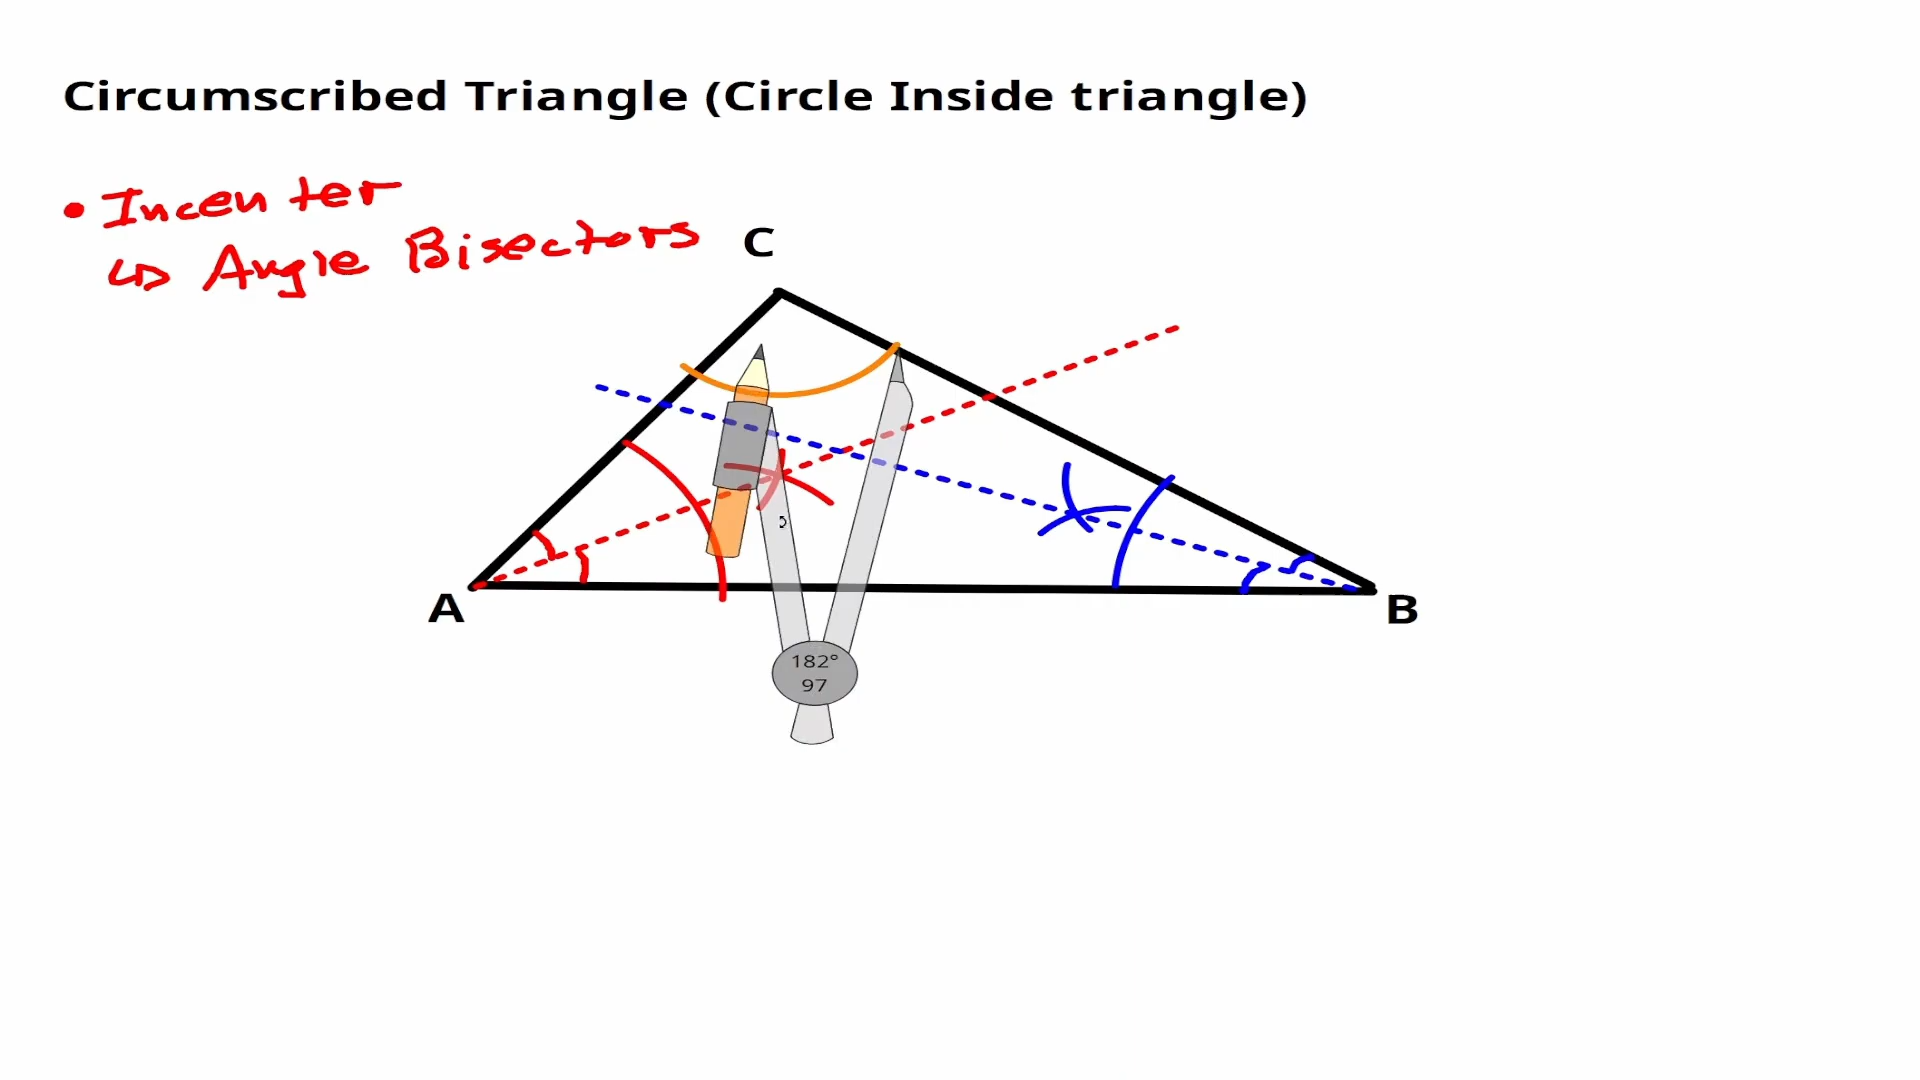 Circumscribed Triangle (Circle Inside triangle)
• Incenter
↳ Angle Bisectors
C
A
B
182°
97